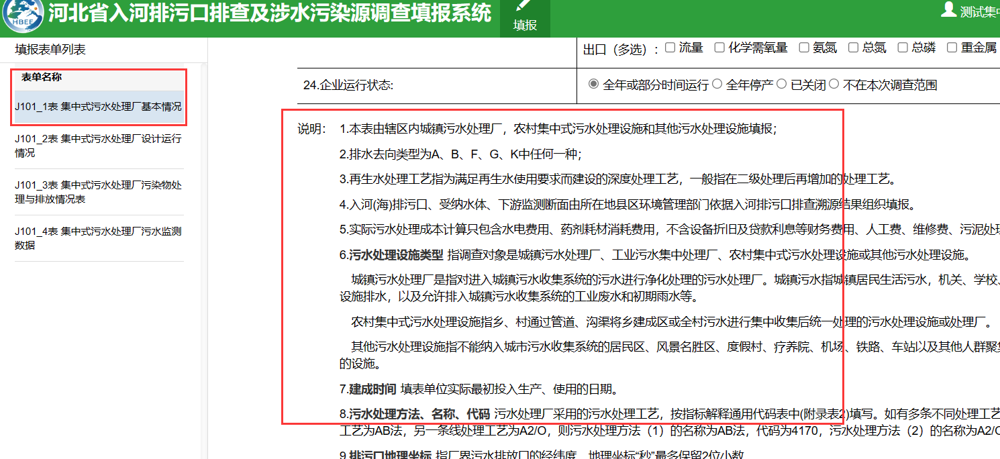 HBEE
河北省入河排污口排查及涉水污染源调查填报系统
填报
测试集中
填报表单列表
表单名称
J101_1表 集中式污水处理厂基本情况
J101_2表 集中式污水处理厂设计运行
情况
J101_3表 集中式污水处理厂污染物处
理与排放情况表
J101_4表 集中式污水处理厂污水监测
数据
出口（多选）: 流量 化学需氧量 氨氮 总氮 总磷 重金属
24.企业运行状态: 全年或部分时间运行 全年停产 已关闭 不在本次调查范围
说明: 1.本表由辖区内城镇污水处理厂，农村集中式污水处理设施和其他污水处理设施填报；
2.排水去向类型为A、B、F、G、K中任何一种；
3.再生水处理工艺指为满足再生水使用要求而建设的深度处理工艺，一般指在二级处理后再增加的处理工艺。
4.入河(海)排污口、受纳水体、下游监测断面由所在地县区环境管理部门依据入河排污口排查溯源结果组织填报。
5.实际污水处理成本计算只包含水电费用、药剂耗材消耗费用，不含设备折旧及贷款利息等财务费用、人工费、维修费、污泥处理
6.污水处理设施类型 指调查对象是城镇污水处理厂、工业污水集中处理厂、农村集中式污水处理设施或其他污水处理设施。
城镇污水处理厂是指对进入城镇污水收集系统的污水进行净化处理的污水处理厂。城镇污水指城镇居民生活污水，机关、学校、
设施排水，以及允许排入城镇污水收集系统的工业废水和初期雨水等。
农村集中式污水处理设施指乡、村通过管道、沟渠将乡建成区或全村污水进行集中收集后统一处理的污水处理设施或处理厂。
其他污水处理设施指不能纳入城市污水收集系统的居民区、风景名胜区、度假村、疗养院、机场、铁路、车站以及其他人群聚集
的设施。
7.建成时间 填表单位实际最初投入生产、使用的日期。
8.污水处理方法、名称、代码 污水处理厂采用的污水处理工艺，按指标解释通用代码表中(附录表2)填写。如有多条不同处理工艺
工艺为AB法，另一条线处理工艺为A2/O，则污水处理方法（1）的名称为AB法，代码为4170，污水处理方法（2）的名称为A2/O
9.排污口地理坐标 指厂界污水排放口的经纬度，地理坐标“秒”最多保留2位小数